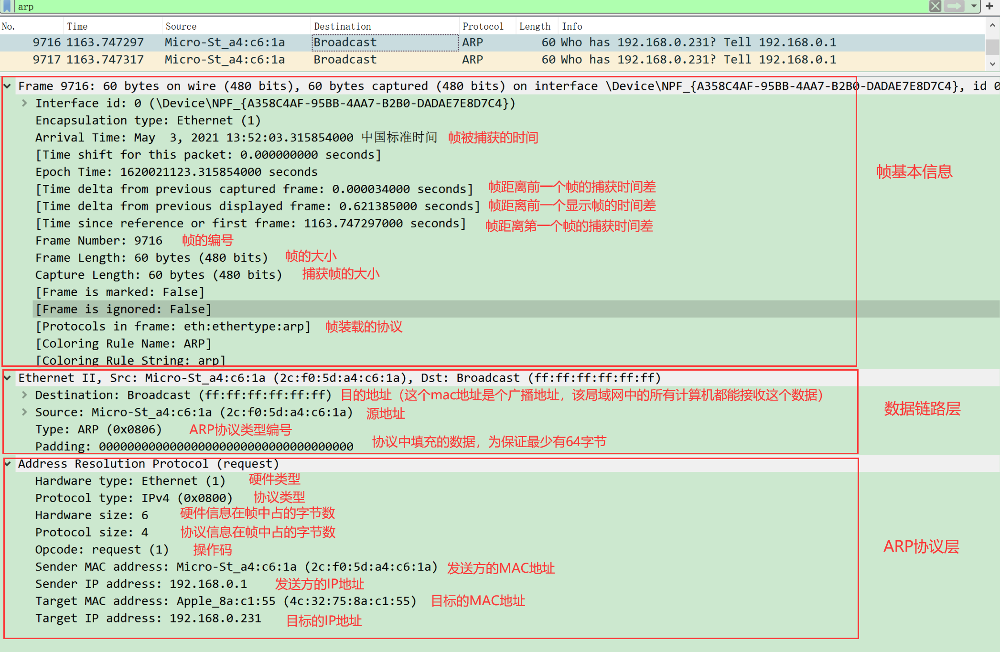 arp
No. Time Source Destination Protocol Length Info
9716 1163.747297 Micro-St_a4:c6:1a Broadcast ARP 60 Who has 192.168.0.231? Tell 192.168.0.1
9717 1163.747317 Micro-St_a4:c6:1a Broadcast ARP 60 Who has 192.168.0.231? Tell 192.168.0.1
Frame 9716: 60 bytes on wire (480 bits), 60 bytes captured (480 bits) on interface \Device\NPF_{A358C4AF-95BB-4AA7-B2B0-DADAE7E8D7C4}, id 0
Interface id: 0 (\Device\NPF_{A358C4AF-95BB-4AA7-B2B0-DADAE7E8D7C4})
Encapsulation type: Ethernet (1)
Arrival Time: May  3, 2021 13:52:03.315854000 中国标准时间 帧被捕获的时间
[Time shift for this packet: 0.000000000 seconds]
Epoch Time: 1620021123.315854000 seconds
帧基本信息
[Time delta from previous captured frame: 0.000034000 seconds] 帧距离前一个帧的捕获时间差
[Time delta from previous displayed frame: 0.621385000 seconds] 帧距离前一个显示帧的时间差
[Time since reference or first frame: 1163.747297000 seconds] 帧距离第一个帧的捕获时间差
Frame Number: 9716 帧的编号
Frame Length: 60 bytes (480 bits) 帧的大小
Capture Length: 60 bytes (480 bits) 捕获帧的大小
[Frame is marked: False]
[Frame is ignored: False]
[Protocols in frame: eth:ethertype:arp] 帧装载的协议
[Coloring Rule Name: ARP]
[Coloring Rule String: arp]
Ethernet II, Src: Micro-St_a4:c6:1a (2c:f0:5d:a4:c6:1a), Dst: Broadcast (ff:ff:ff:ff:ff:ff)
Destination: Broadcast (ff:ff:ff:ff:ff:ff) 目的地址（这个mac地址是个广播地址，该局域网中的所有计算机都能接收这个数据）
数据链路层
Source: Micro-St_a4:c6:1a (2c:f0:5d:a4:c6:1a) 源地址
Type: ARP (0x0806) ARP协议类型编号
Padding: 000000000000000000000000000000000000 协议中填充的数据，为保证最少有64字节
Address Resolution Protocol (request)
Hardware type: Ethernet (1) 硬件类型
Protocol type: IPv4 (0x0800) 协议类型
Hardware size: 6 硬件信息在帧中占的字节数
Protocol size: 4 协议信息在帧中占的字节数
Opcode: request (1) 操作码
ARP协议层
Sender MAC address: Micro-St_a4:c6:1a (2c:f0:5d:a4:c6:1a) 发送方的MAC地址
Sender IP address: 192.168.0.1 发送方的IP地址
Target MAC address: Apple_8a:c1:55 (4c:32:75:8a:c1:55) 目标的MAC地址
Target IP address: 192.168.0.231 目标的IP地址